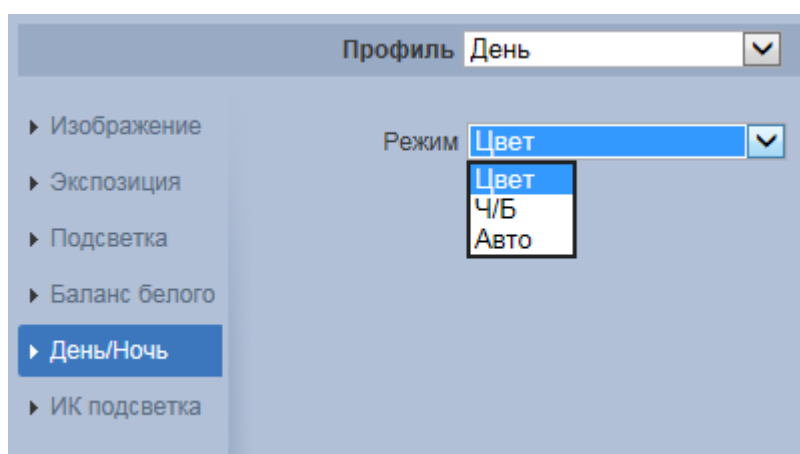 Профиль День
Изображение
Режим Цвет
Цвет
Экспозиция
Ч/Б
Подсветка
Авто
Баланс белого
День/Ночь
ИК подсветка